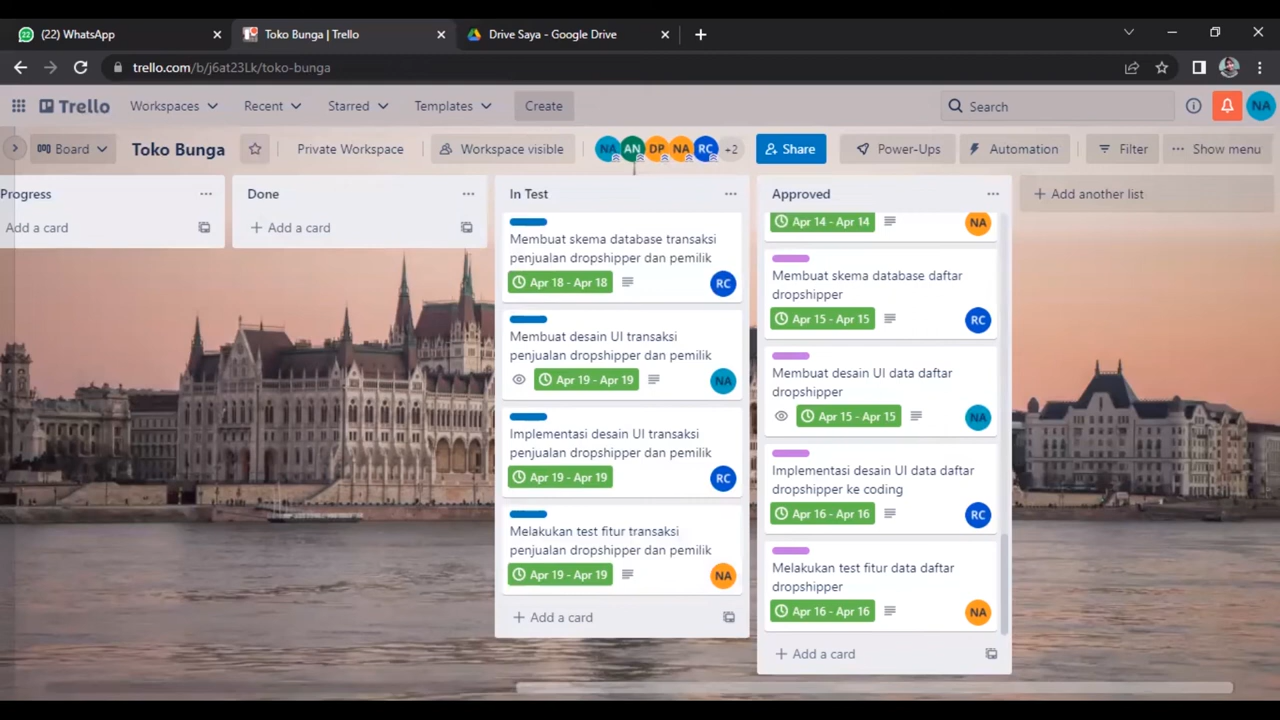 (22) WhatsApp
Toko Bunga | Trello
Drive Saya - Google Drive
trello.com/b/j6at23Lk/toko-bunga
Trello
Workspaces
Recent
Starred
Templates
Create
Search
NA
Board
Toko Bunga
Private Workspace
Workspace visible
NA AN DP NA RC +2
Share
Power-Ups
Automation
Filter
Show menu
Progress
Add a card
Done
Add a card
In Test
Membuat skema database transaksi
penjualan dropshipper dan pemilik
Apr 18 - Apr 18
RC
Membuat desain UI transaksi
penjualan dropshipper dan pemilik
Apr 19 - Apr 19
NA
Implementasi desain UI transaksi
penjualan dropshipper dan pemilik
Apr 19 - Apr 19
RC
Melakukan test fitur transaksi
penjualan dropshipper dan pemilik
Apr 19 - Apr 19
NA
Add a card
Approved
Apr 14 - Apr 14
NA
Membuat skema database daftar
dropshipper
Apr 15 - Apr 15
RC
Membuat desain UI data daftar
dropshipper
Apr 15 - Apr 15
NA
Implementasi desain UI data daftar
dropshipper ke coding
Apr 16 - Apr 16
RC
Melakukan test fitur data daftar
dropshipper
Apr 16 - Apr 16
NA
Add a card
Add another list